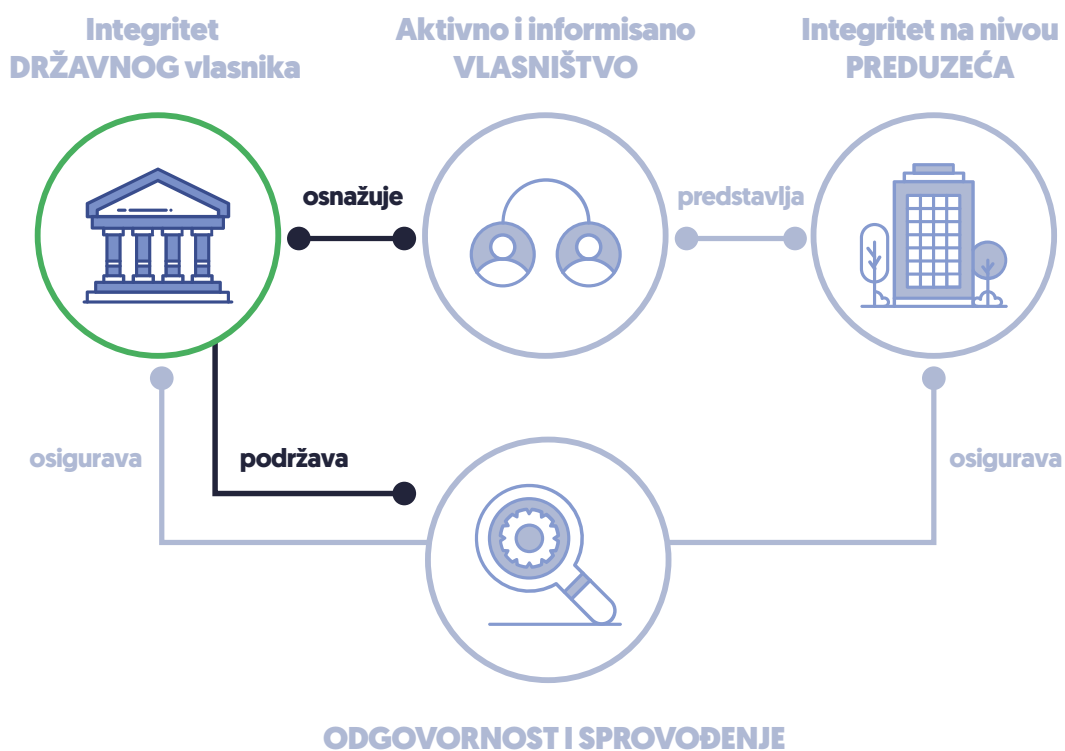 Integritet
DRŽAVNOG vlasnika
Aktivno i informisano
VLASNIŠTVO
Integritet na nivou
PREDUZEĆA
osnažuje
predstavlja
osigurava
podržava
osigurava
ODGOVORNOST I SPROVOĐENJE